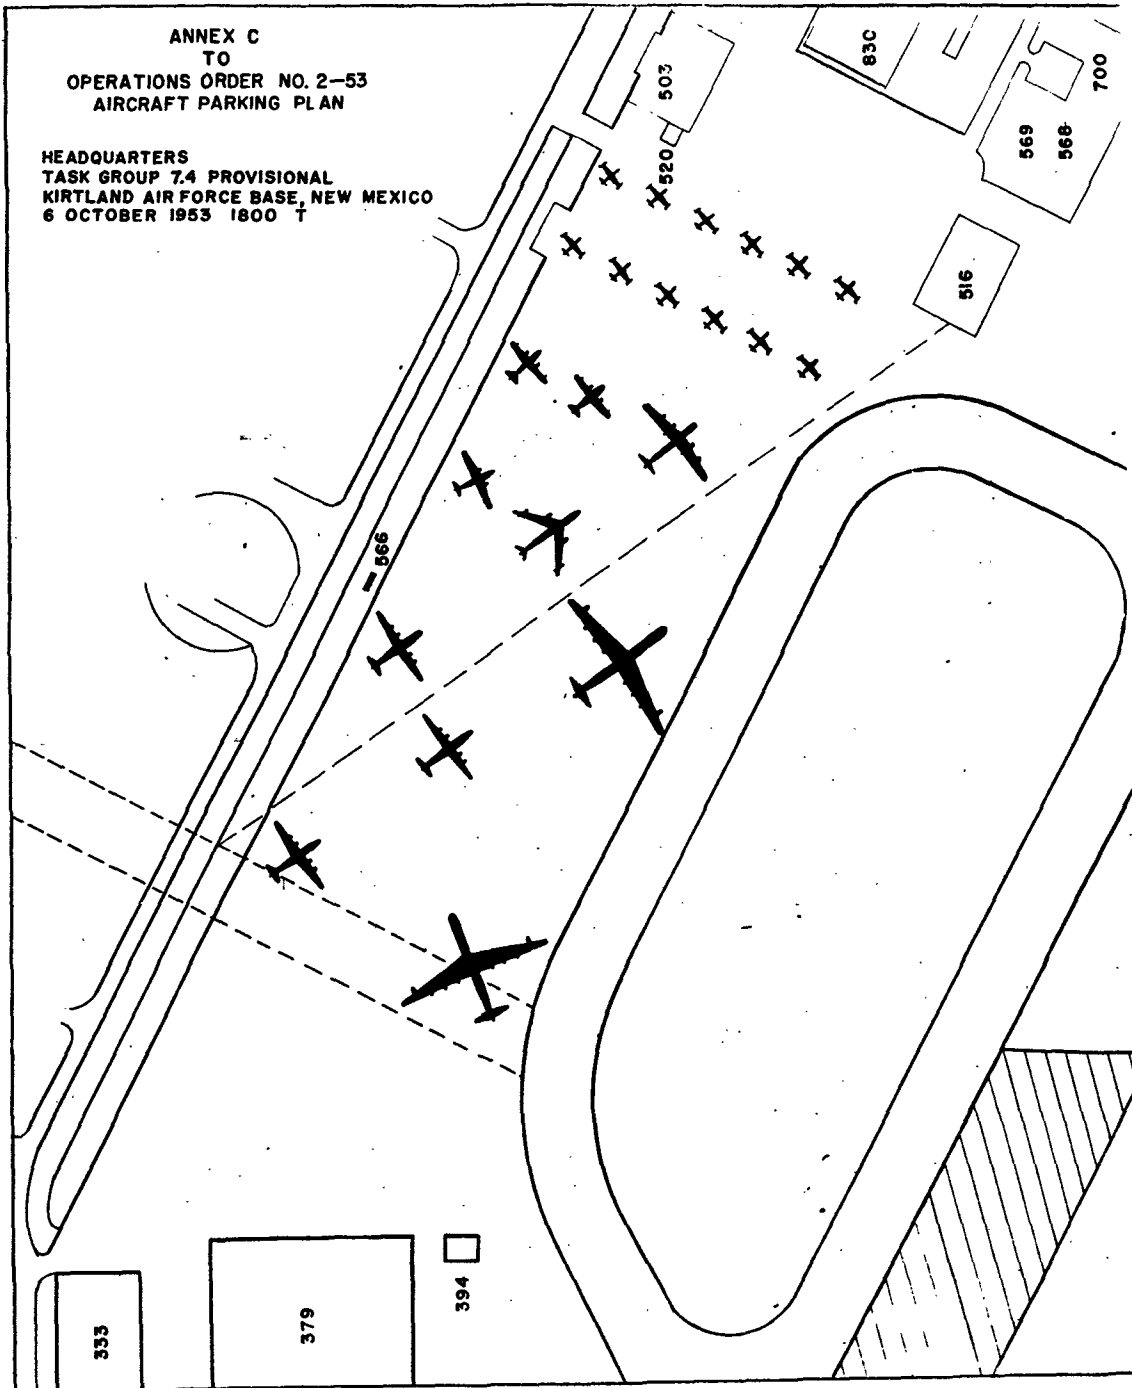 ANNEX C
TO
OPERATIONS ORDER NO. 2-53
AIRCRAFT PARKING PLAN
HEADQUARTERS
TASK GROUP 7.4 PROVISIONAL
KIRTLAND AIR FORCE BASE, NEW MEXICO
6 OCTOBER 1953 1800 T
503
520
830
569
568
700
516
566
394
379
333